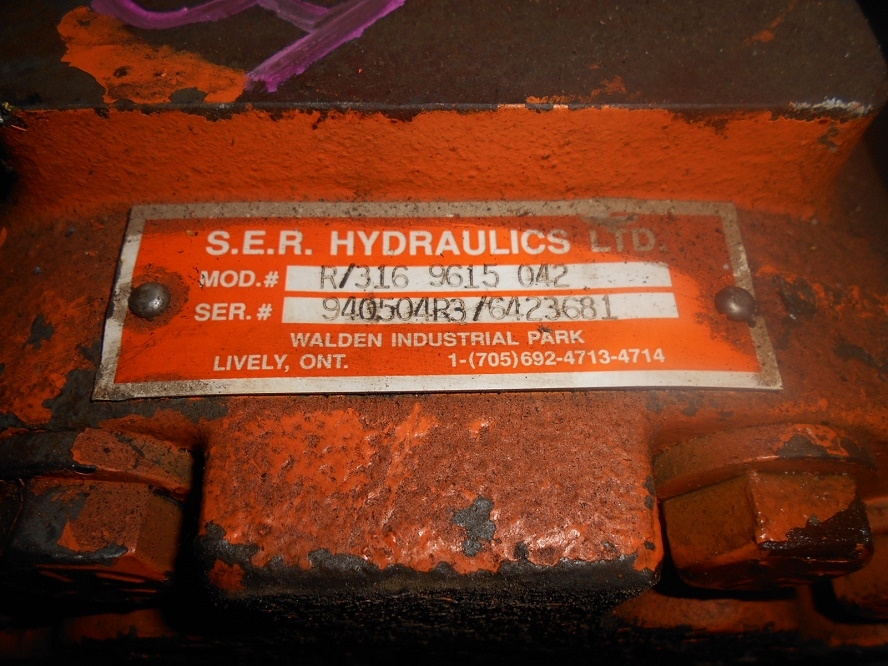 S.E.R. HYDRAULICS LTD.
MOD.# R/316 9615 042
SER.# 940504R3/6423681
WALDEN INDUSTRIAL PARK
LIVELY, ONT. 1-(705)692-4713-4714